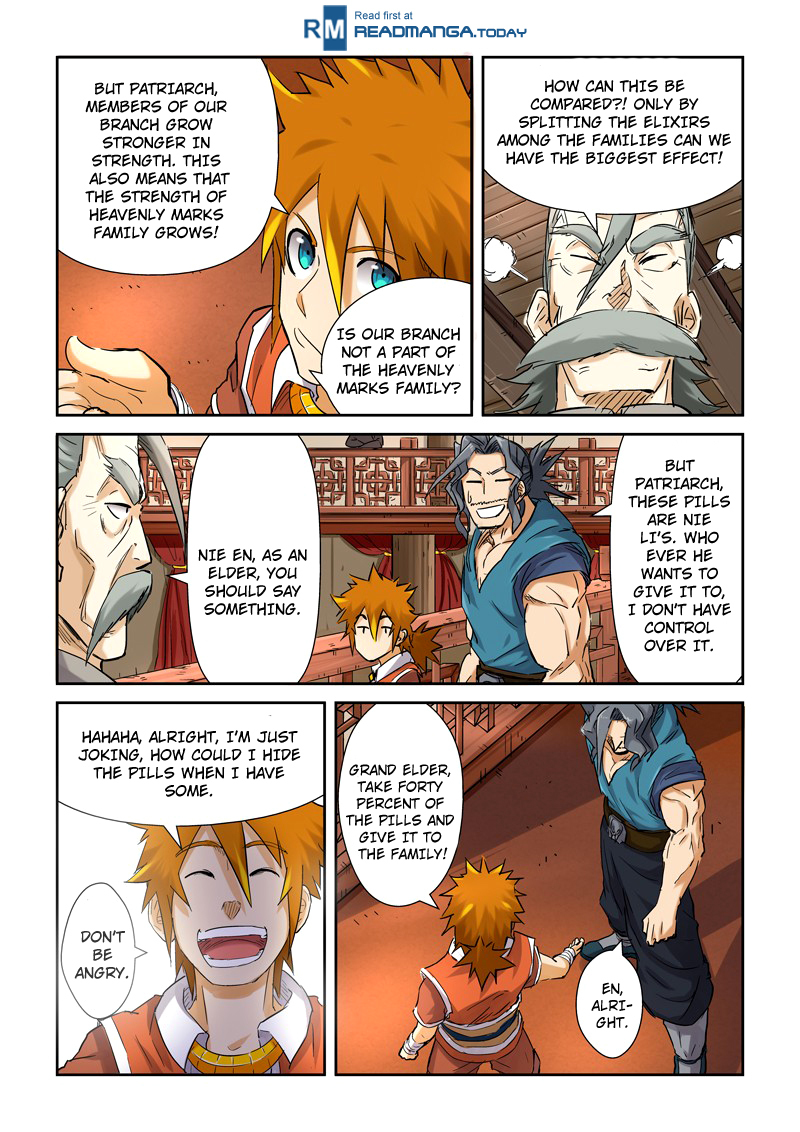 RM
Read first at
READMANGA.TODAY
BUT PATRIARCH,
MEMBERS OF OUR
BRANCH GROW
STRONGER IN
STRENGTH. THIS
ALSO MEANS THAT
THE STRENGTH OF
HEAVENLY MARKS
FAMILY GROWS!
IS OUR BRANCH
NOT A PART OF
THE HEAVENLY
MARKS FAMILY?
HOW CAN THIS BE
COMPARED?! ONLY BY
SPLITTING THE ELIXIRS
AMONG THE FAMILIES CAN WE
HAVE THE BIGGEST EFFECT!
NIE EN, AS AN
ELDER, YOU
SHOULD SAY
SOMETHING.
BUT
PATRIARCH,
THESE PILLS
ARE NIE
LI'S. WHO
EVER HE
WANTS TO
GIVE IT TO,
I DON'T HAVE
CONTROL
OVER IT.
HAHAHA, ALRIGHT, I'M JUST
JOKING, HOW COULD I HIDE
THE PILLS WHEN I HAVE
SOME.
DON'T
BE
ANGRY.
GRAND ELDER,
TAKE FORTY
PERCENT OF
THE PILLS AND
GIVE IT TO
THE FAMILY!
EN,
ALRI-
GHT.